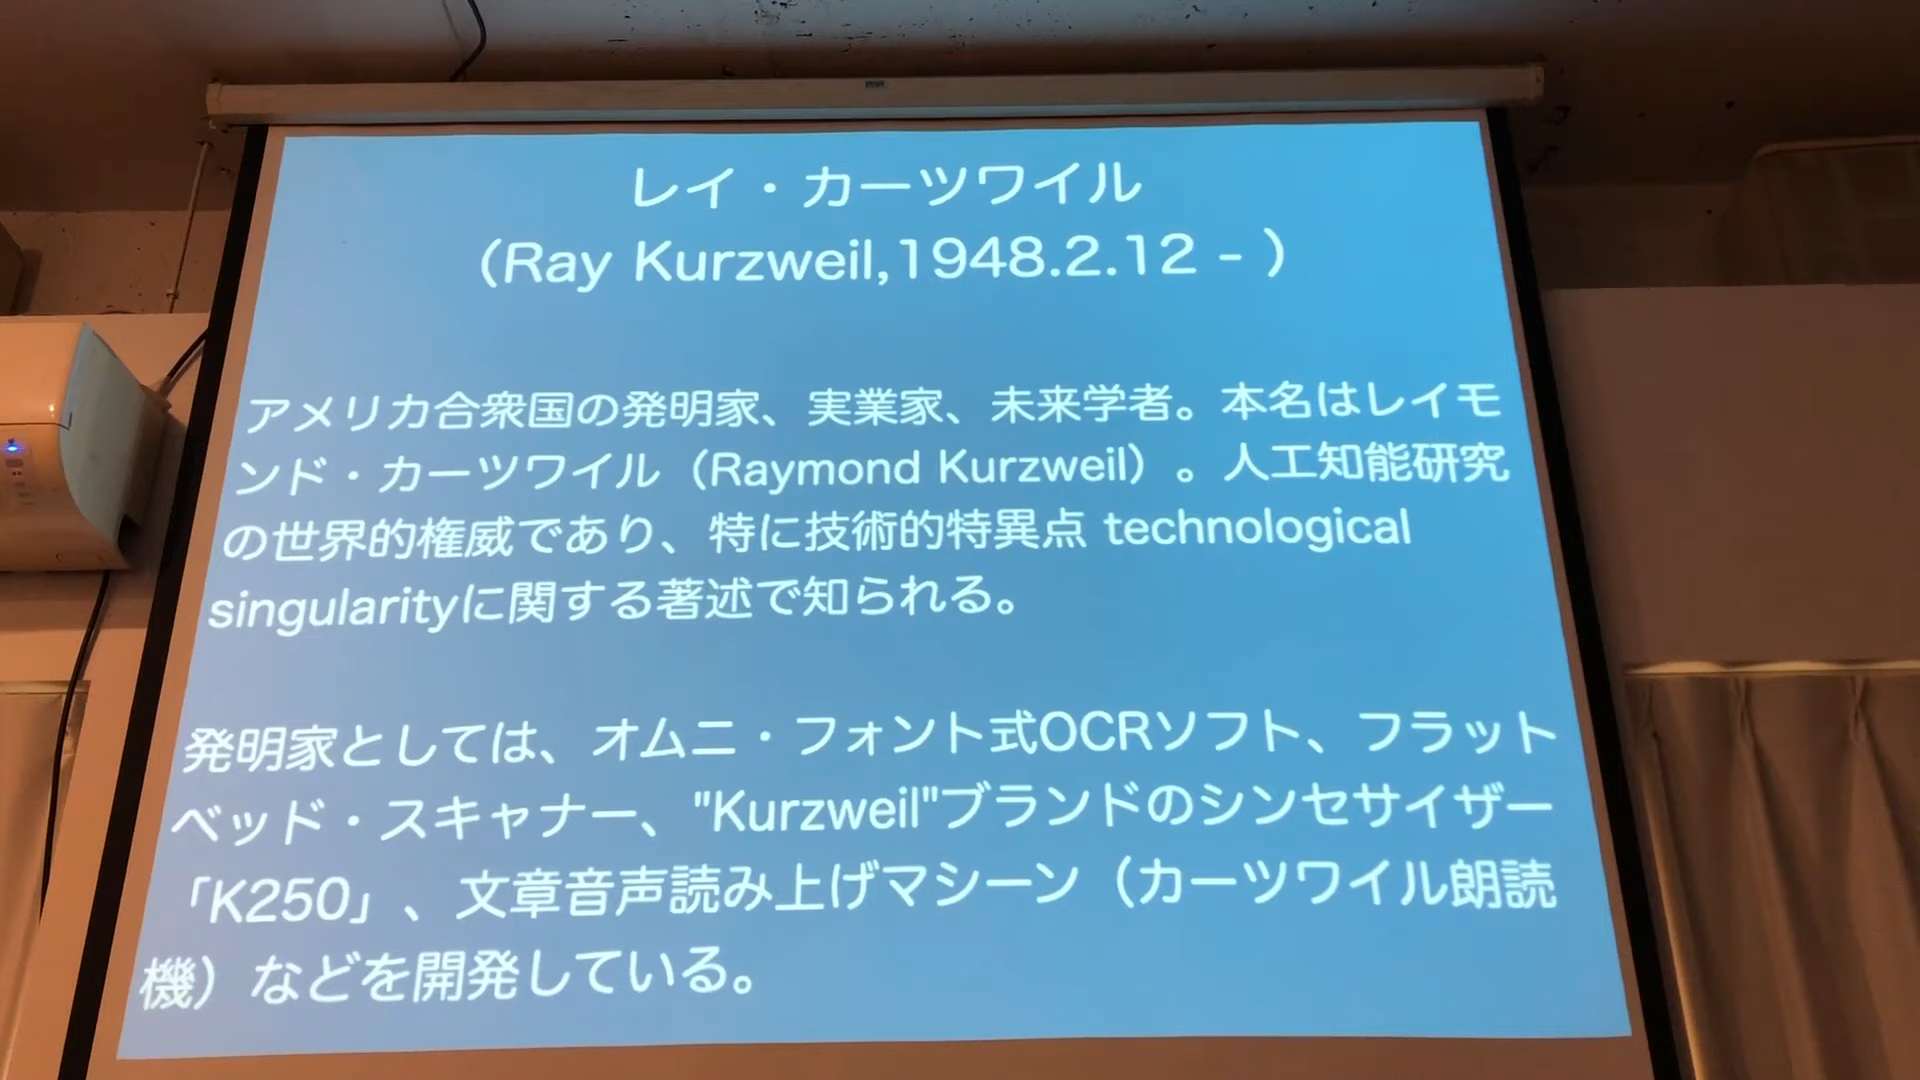 レイ・カーツワイル
（Ray Kurzweil,1948.2.12 - ）
アメリカ合衆国の発明家、実業家、未来学者。本名はレイモ
ンド・カーツワイル（Raymond Kurzweil）。人工知能研究
の世界的権威であり、特に技術的特異点 technological
singularityに関する著述で知られる。
発明家としては、オムニ・フォント式OCRソフト、フラット
ベッド・スキャナー、"Kurzweil"ブランドのシンセサイザー
「K250」、文章音声読み上げマシーン（カーツワイル朗読
機）などを開発している。